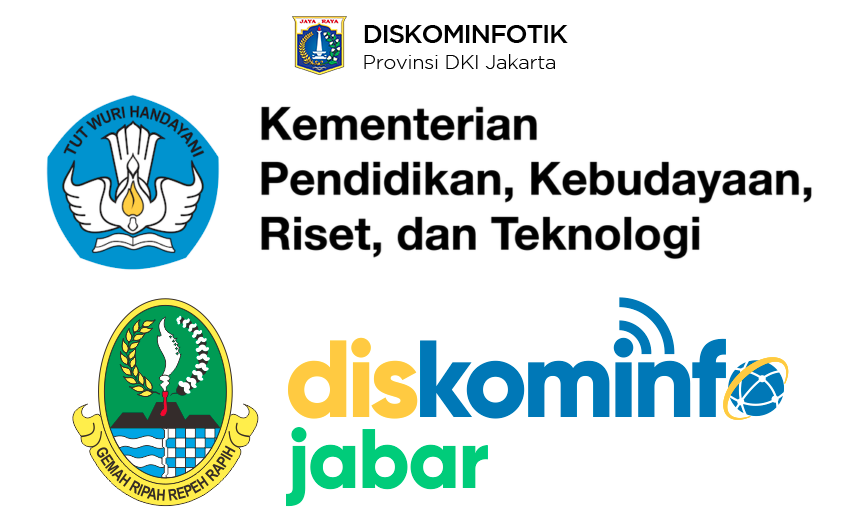 JAYA RAYA
DISKOMINFOTIK
Provinsi DKI Jakarta
TUT WURI HANDAYANI
Kementerian
Pendidikan, Kebudayaan,
Riset, dan Teknologi
GEMAH RIPAH REPEH RAPIH
diskominfo
jabar